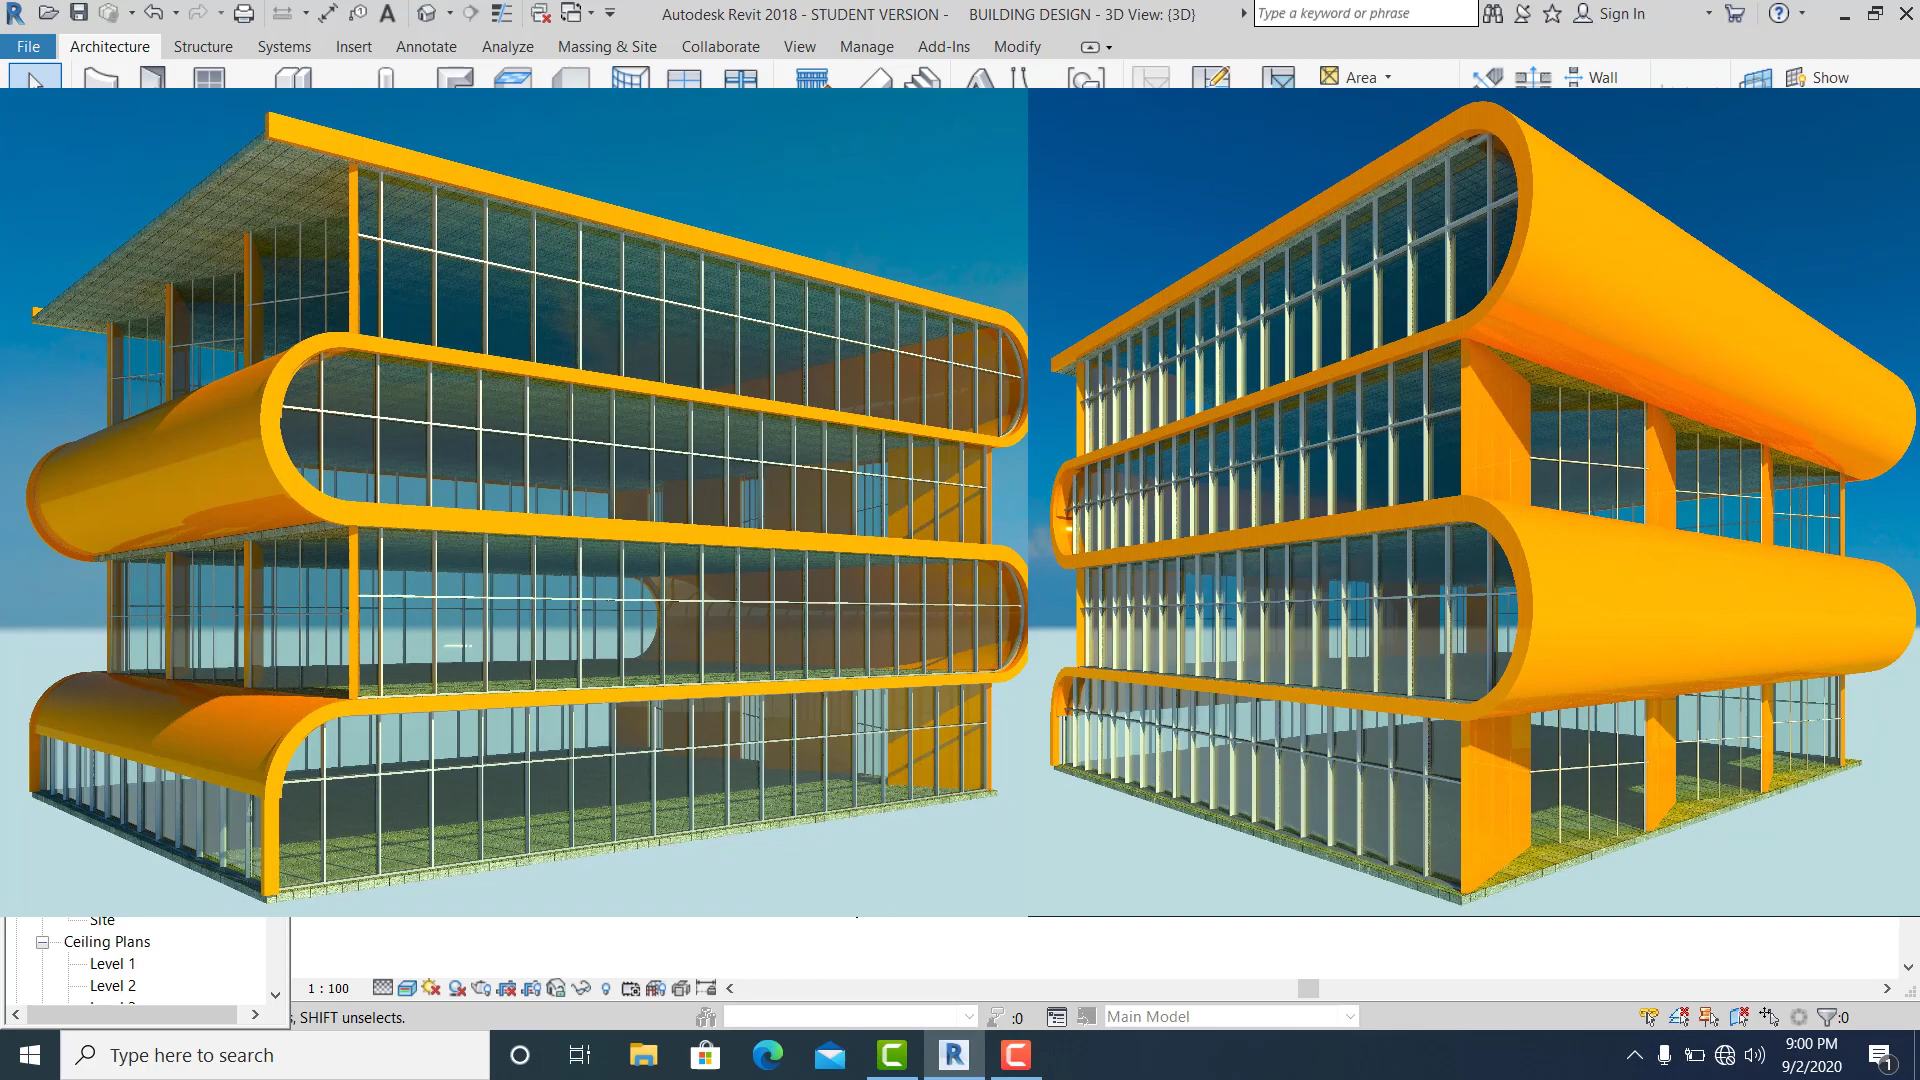 Autodesk Revit 2018 - STUDENT VERSION - BUILDING DESIGN - 3D View: {3D}
Type a keyword or phrase
Sign In
File Architecture Structure Systems Insert Annotate Analyze Massing & Site Collaborate View Manage Add-Ins Modify
Area Wall Show
Site
Ceiling Plans
Level 1
Level 2
1 : 100
, SHIFT unselects.
:0
Main Model
:0
Type here to search
9:00 PM
9/2/2020
1